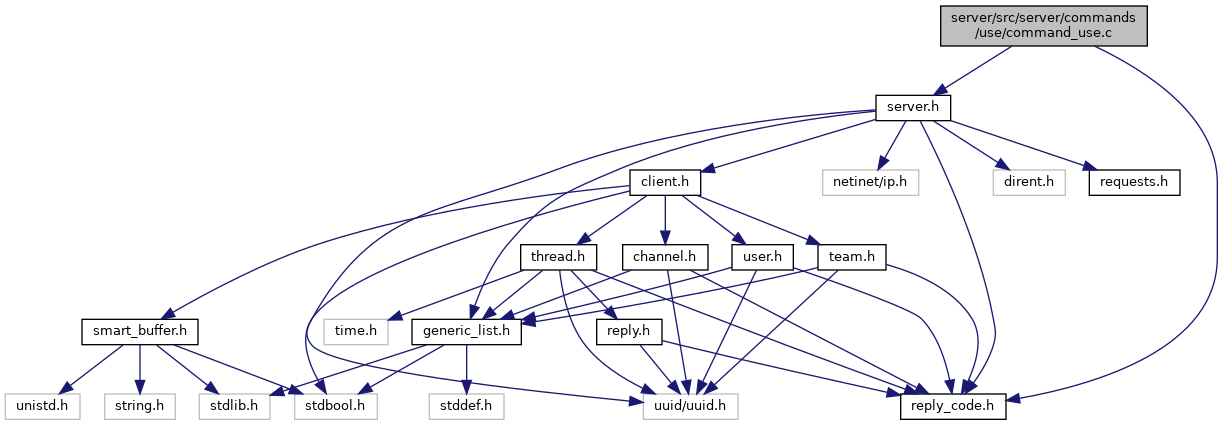 server/src/server/commands
/use/command_use.c
server.h
client.h
netinet/ip.h
dirent.h
requests.h
thread.h
channel.h
user.h
team.h
smart_buffer.h
time.h
generic_list.h
reply.h
unistd.h
string.h
stdlib.h
stdbool.h
stddef.h
uuid/uuid.h
reply_code.h